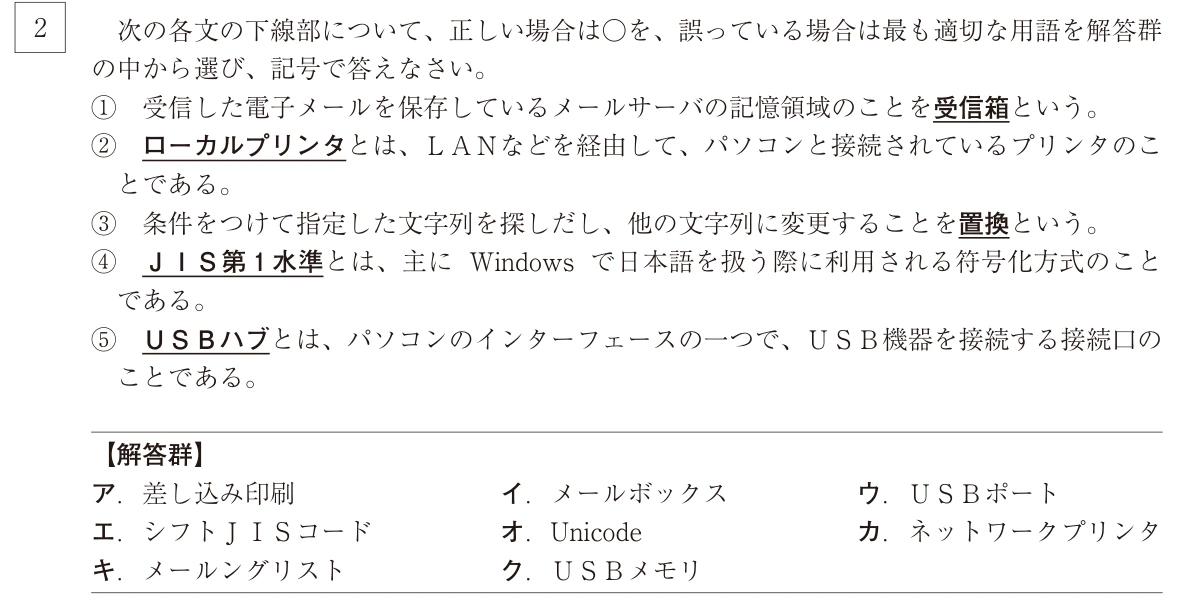 2
次の各文の下線部について、正しい場合は○を、誤っている場合は最も適切な用語を解答群
の中から選び、記号で答えなさい。
① 受信した電子メールを保存しているメールサーバの記憶領域のことを受信箱という。
② ローカルプリンタとは、ＬＡＮなどを経由して、パソコンと接続されているプリンタのこ
とである。
③ 条件をつけて指定した文字列を探しだし、他の文字列に変更することを置換という。
④ ＪＩＳ第１水準とは、主に Windows で日本語を扱う際に利用される符号化方式のこと
である。
⑤ ＵＳＢハブとは、パソコンのインターフェースの一つで、ＵＳＢ機器を接続する接続口の
ことである。
【解答群】
ア．差し込み印刷 イ．メールボックス ウ．ＵＳＢポート
エ．シフトＪＩＳコード オ．Unicode カ．ネットワークプリンタ
キ．メールングリスト ク．ＵＳＢメモリ